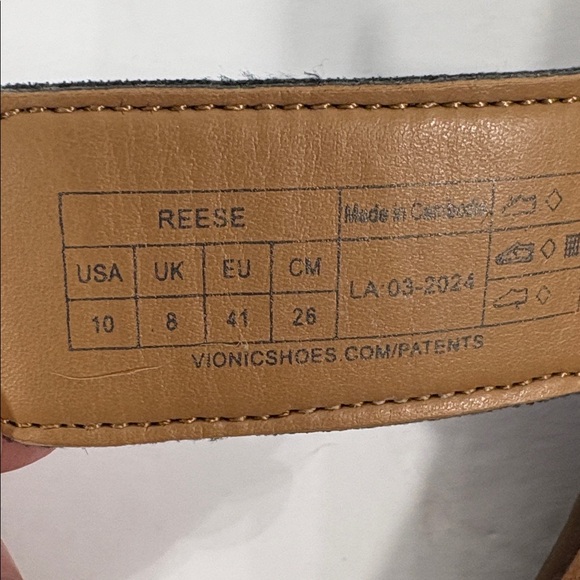 REESE
Made in Cambodia
USA UK EU CM
LA:03-2024
10 8 41 26
VIONICSHOES.COM/PATENTS